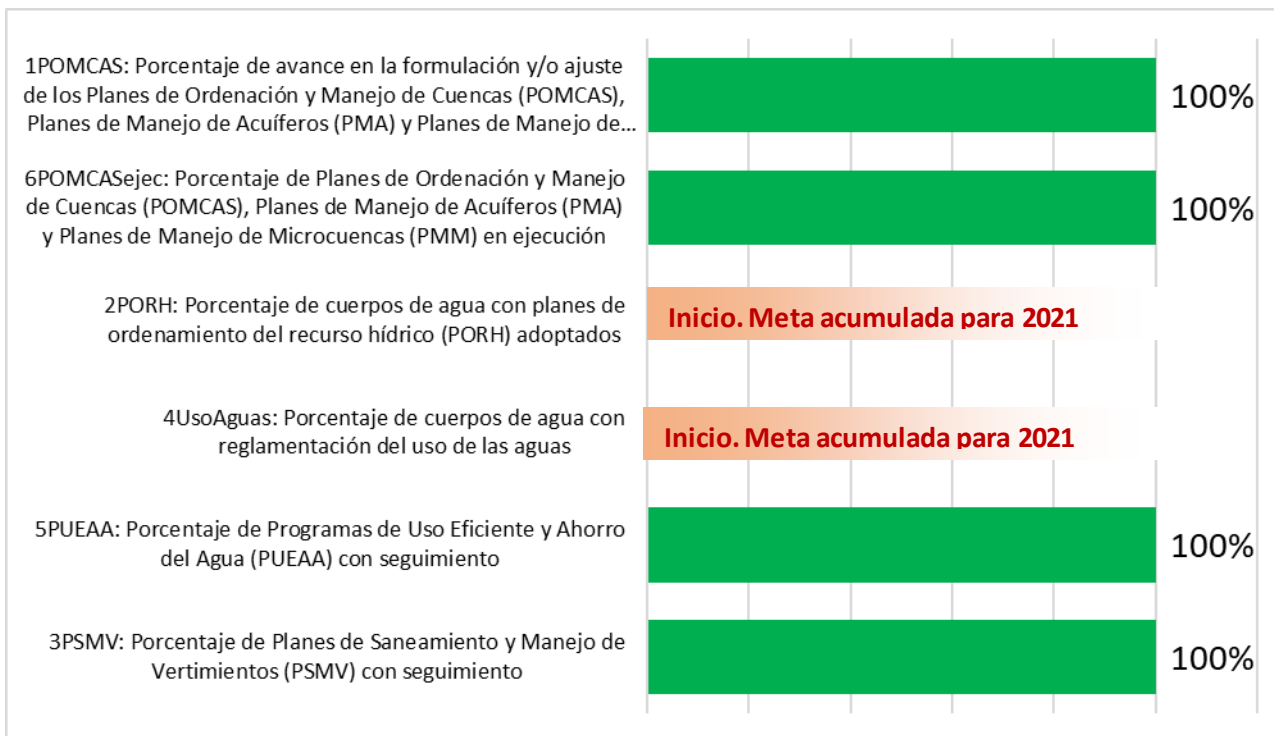 1POMCAS: Porcentaje de avance en la formulación y/o ajuste
de los Planes de Ordenación y Manejo de Cuencas (POMCAS),
Planes de Manejo de Acuíferos (PMA) y Planes de Manejo de...
100%
6POMCASejec: Porcentaje de Planes de Ordenación y Manejo
de Cuencas (POMCAS), Planes de Manejo de Acuíferos (PMA)
y Planes de Manejo de Microcuencas (PMM) en ejecución
100%
2PORH: Porcentaje de cuerpos de agua con planes de
ordenamiento del recurso hídrico (PORH) adoptados
Inicio. Meta acumulada para 2021
4UsoAguas: Porcentaje de cuerpos de agua con
reglamentación del uso de las aguas
Inicio. Meta acumulada para 2021
5PUEAA: Porcentaje de Programas de Uso Eficiente y Ahorro
del Agua (PUEAA) con seguimiento
100%
3PSMV: Porcentaje de Planes de Saneamiento y Manejo de
Vertimientos (PSMV) con seguimiento
100%